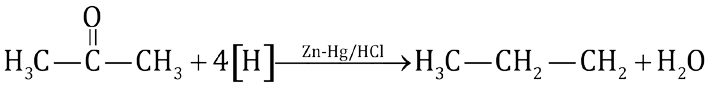 O
H₃C—C—CH₃ + 4[H] Zn-Hg/HCl → H₃C—CH₂—CH₂ + H₂O